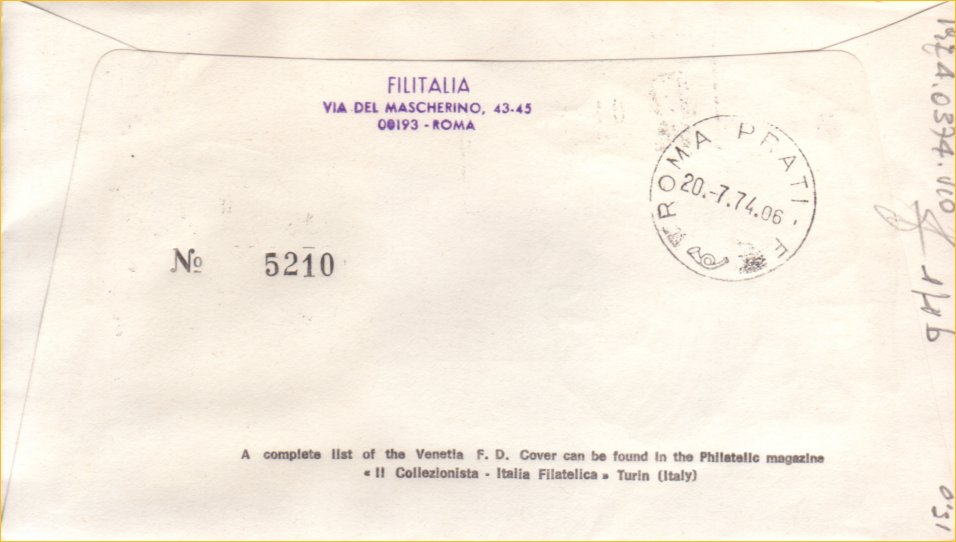 FILITALIA
VIA DEL MASCHERINO, 43-45
00193 - ROMA
ROMA PRATI.
20.-7.74.06
№ 5210
A complete list of the Venetia F. D. Cover can be found in the Philatelic magazine
« Il Collezionista - Italia Filatelica » Turin (Italy)